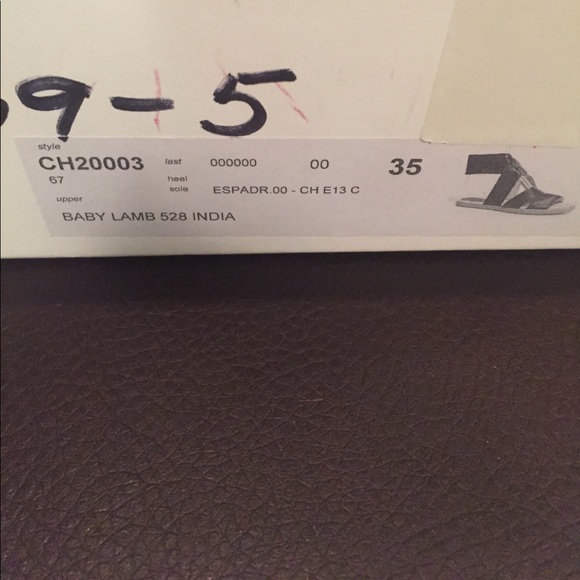 9-5
style
CH20003 last 000000 00 35
67 heel
sole ESPADR.00 - CH E13 C
upper
BABY LAMB 528 INDIA